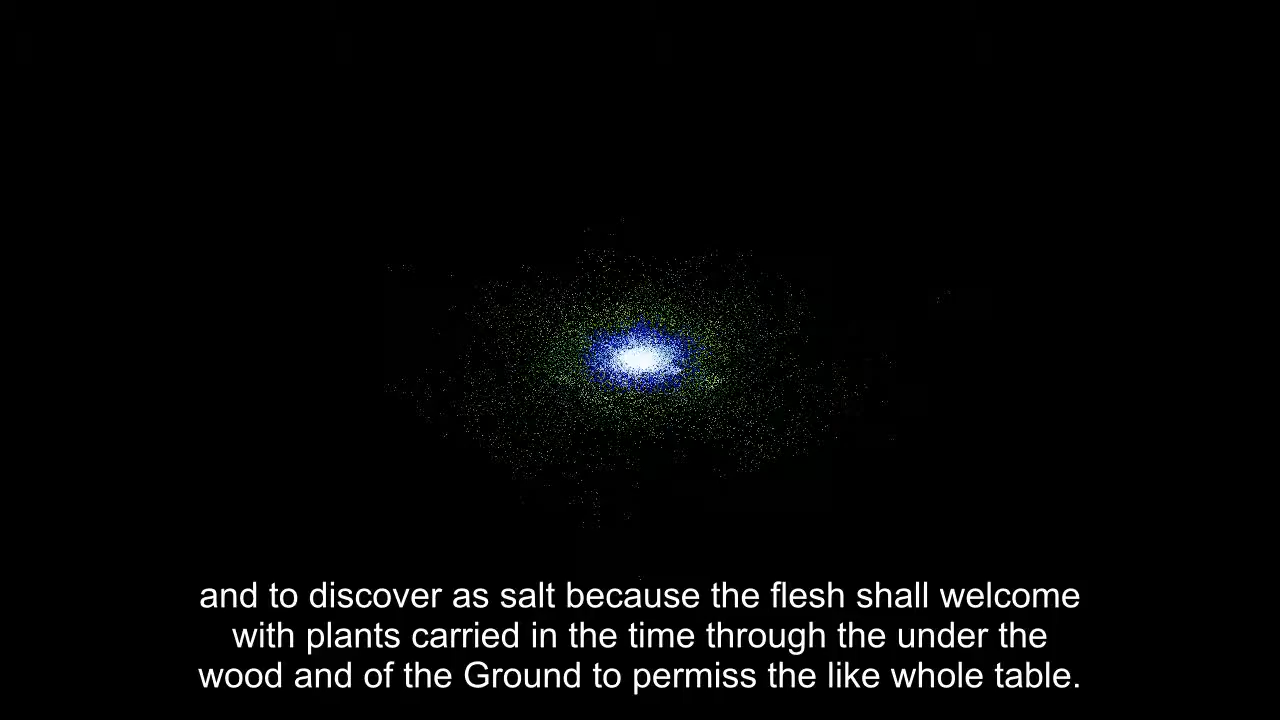 and to discover as salt because the flesh shall welcome
with plants carried in the time through the under the
wood and of the Ground to permiss the like whole table.